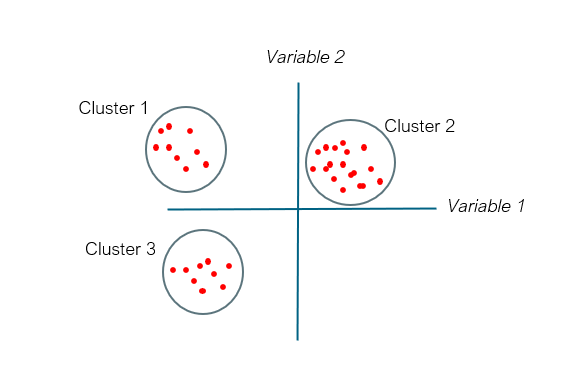 Variable 2
Cluster 1
Cluster 2
Variable 1
Cluster 3